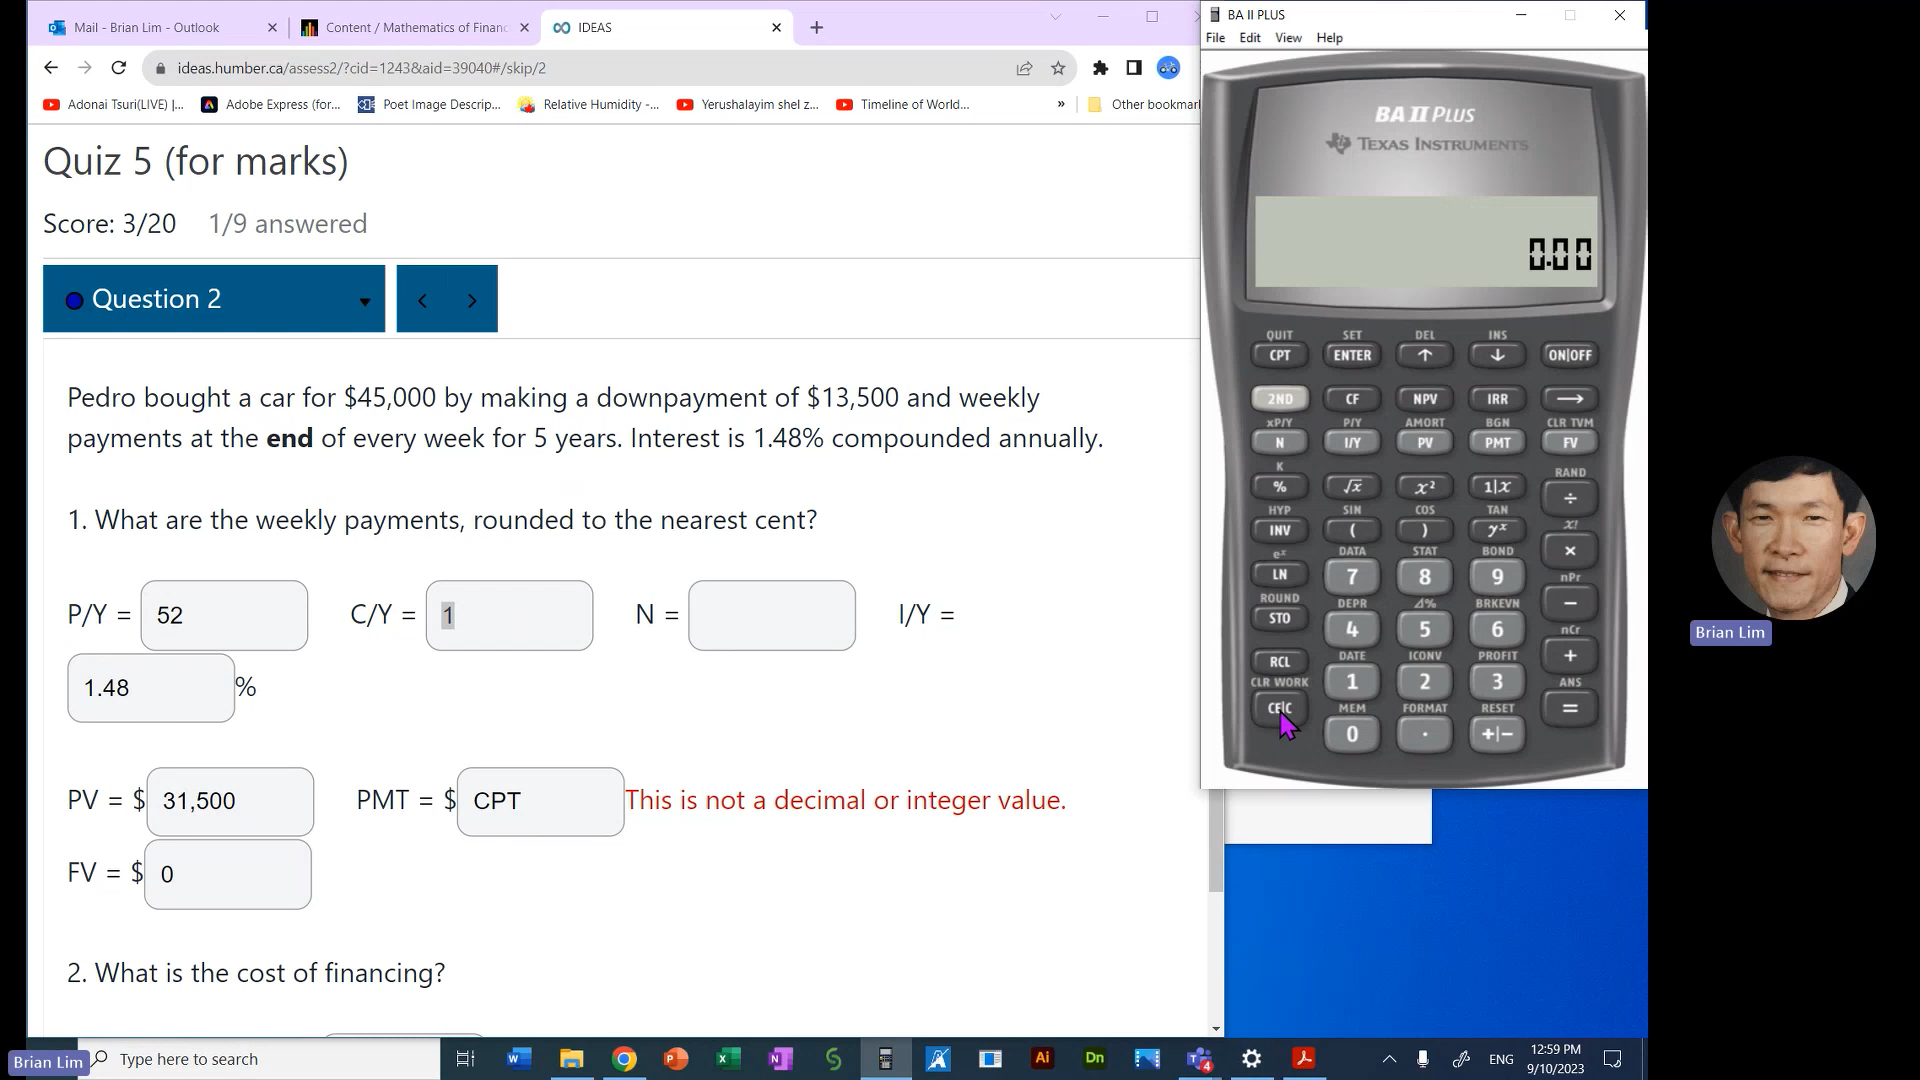 Mail - Brian Lim - Outlook
Content / Mathematics of Financ
IDEAS
BA II PLUS
ideas.humber.ca/assess2/?cid=1243&aid=39040#/skip/2
File Edit View Help
Adonai Tsuri(LIVE) |...
Adobe Express (for...
Poet Image Descrip...
Relative Humidity -...
Yerushalayim shel z...
Timeline of World...
»
Other bookmar
Quiz 5 (for marks)
Score: 3/20 1/9 answered
Question 2
< >
Pedro bought a car for $45,000 by making a downpayment of $13,500 and weekly
payments at the end of every week for 5 years. Interest is 1.48% compounded annually.
1. What are the weekly payments, rounded to the nearest cent?
P/Y = 52 C/Y = 1 N = I/Y =
1.48 %
PV = $ 31,500 PMT = $ CPT This is not a decimal or integer value.
FV = $ 0
2. What is the cost of financing?
BA II PLUS
TEXAS INSTRUMENTS
0.00
QUIT SET DEL INS
CPT ENTER ↑ ↓ ON|OFF
2ND CF NPV IRR →
xP/Y P/Y AMORT BGN CLR TVM
N I/Y PV PMT FV
K RAND
% √x x² 1|x ÷
HYP SIN COS TAN x!
INV ( ) yˣ ×
eˣ DATA STAT BOND nPr
LN 7 8 9 −
ROUND DEPR Δ% BRKEVN nCr
STO 4 5 6 +
DATE ICONV PROFIT
RCL 1 2 3
CLR WORK MEM FORMAT RESET ANS
CE|C 0 . +|− =
Brian Lim
Brian Lim
Type here to search
W
P
X
N
S
Ai
Dn
4
ENG
12:59 PM
9/10/2023